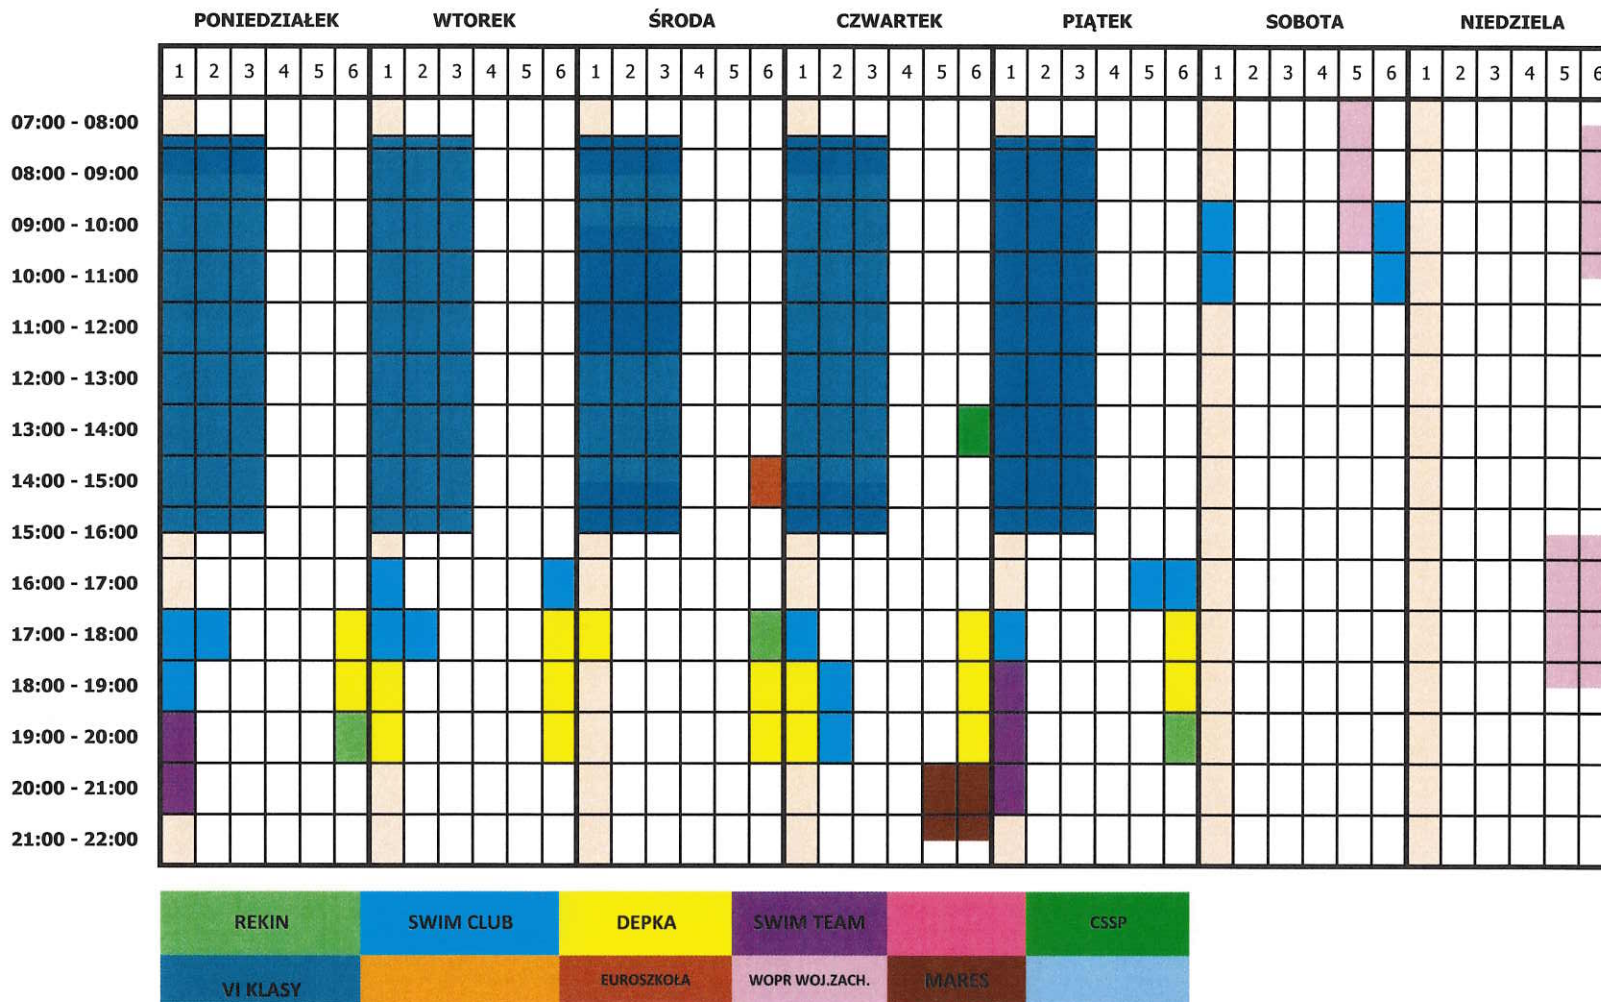 PONIEDZIAŁEK WTOREK ŚRODA CZWARTEK PIĄTEK SOBOTA NIEDZIELA
1 2 3 4 5 6 1 2 3 4 5 6 1 2 3 4 5 6 1 2 3 4 5 6 1 2 3 4 5 6 1 2 3 4 5 6 1 2 3 4 5 6
07:00 - 08:00
08:00 - 09:00
09:00 - 10:00
10:00 - 11:00
11:00 - 12:00
12:00 - 13:00
13:00 - 14:00
14:00 - 15:00
15:00 - 16:00
16:00 - 17:00
17:00 - 18:00
18:00 - 19:00
19:00 - 20:00
20:00 - 21:00
21:00 - 22:00
REKIN SWIM CLUB DEPKA SWIM TEAM CSSP
VI KLASY EUROSZKOŁA WOPR WOJ.ZACH. MARES